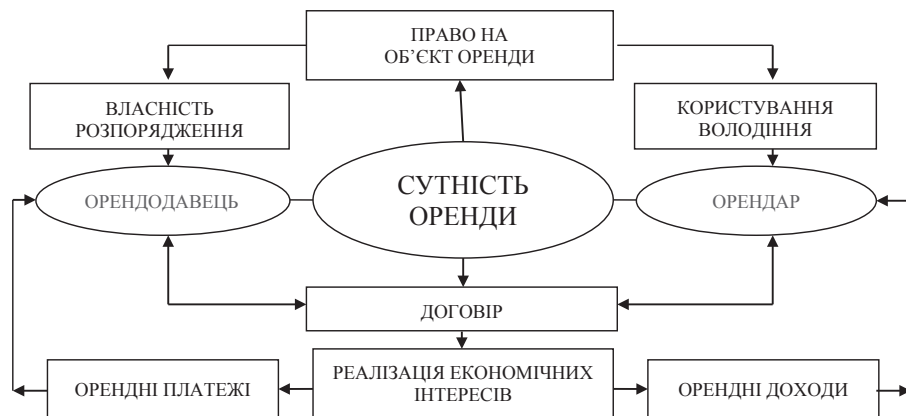 ПРАВО НА
ОБ’ЄКТ ОРЕНДИ
ВЛАСНІСТЬ
РОЗПОРЯДЖЕННЯ
КОРИСТУВАННЯ
ВОЛОДІННЯ
ОРЕНДОДАВЕЦЬ
СУТНІСТЬ
ОРЕНДИ
ОРЕНДАР
ДОГОВІР
ОРЕНДНІ ПЛАТЕЖІ
РЕАЛІЗАЦІЯ ЕКОНОМІЧНИХ
ІНТЕРЕСІВ
ОРЕНДНІ ДОХОДИ